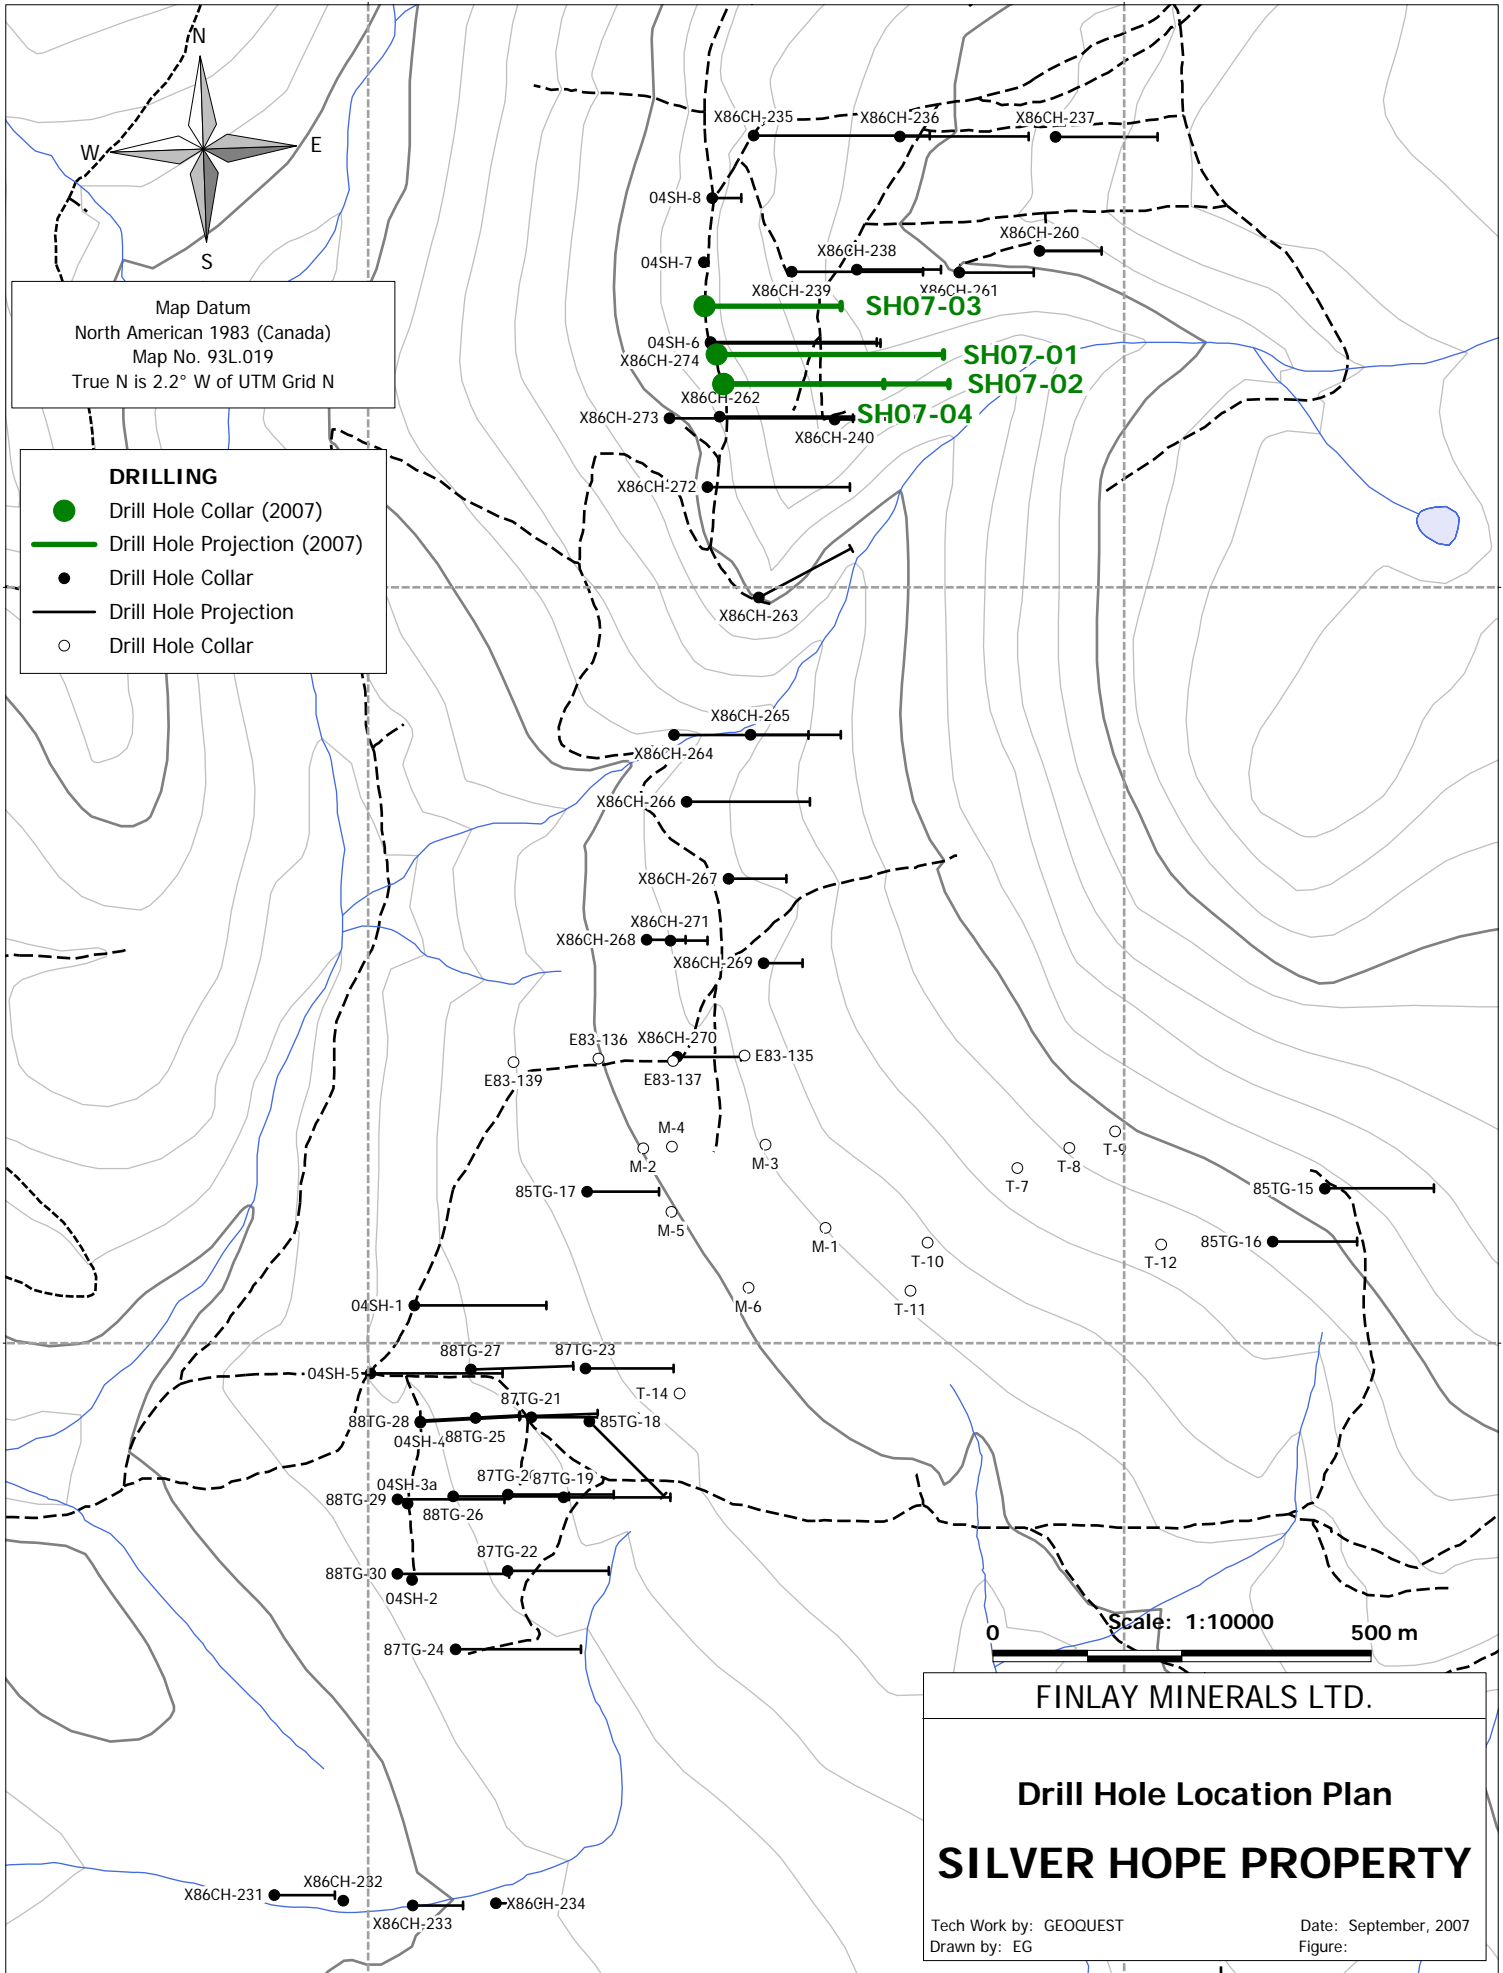 N
W
E
S
Map Datum
North American 1983 (Canada)
Map No. 93L.019
True N is 2.2° W of UTM Grid N
DRILLING
Drill Hole Collar (2007)
Drill Hole Projection (2007)
Drill Hole Collar
Drill Hole Projection
Drill Hole Collar
X86CH-235
X86CH-236
X86CH-237
04SH-8
X86CH-260
X86CH-238
04SH-7
X86CH-239
X86CH-261
SH07-03
04SH-6
X86CH-274
SH07-01
SH07-02
X86CH-262
X86CH-273
SH07-04
X86CH-240
X86CH-272
X86CH-263
X86CH-265
X86CH-264
X86CH-266
X86CH-267
X86CH-271
X86CH-268
X86CH-269
E83-136
X86CH-270
E83-135
E83-139
E83-137
M-4
M-2
M-3
T-9
T-8
T-7
85TG-17
85TG-15
M-5
M-1
T-10
85TG-16
T-12
M-6
T-11
04SH-1
88TG-27
87TG-23
04SH-5
T-14
87TG-21
88TG-28
85TG-18
04SH-4
88TG-25
04SH-3a
87TG-20
87TG-19
88TG-29
88TG-26
87TG-22
88TG-30
04SH-2
87TG-24
X86CH-231
X86CH-232
X86CH-233
X86CH-234
Scale: 1:10000
0
500 m
FINLAY MINERALS LTD.
Drill Hole Location Plan
SILVER HOPE PROPERTY
Tech Work by: GEOQUEST
Date: September, 2007
Drawn by: EG
Figure: